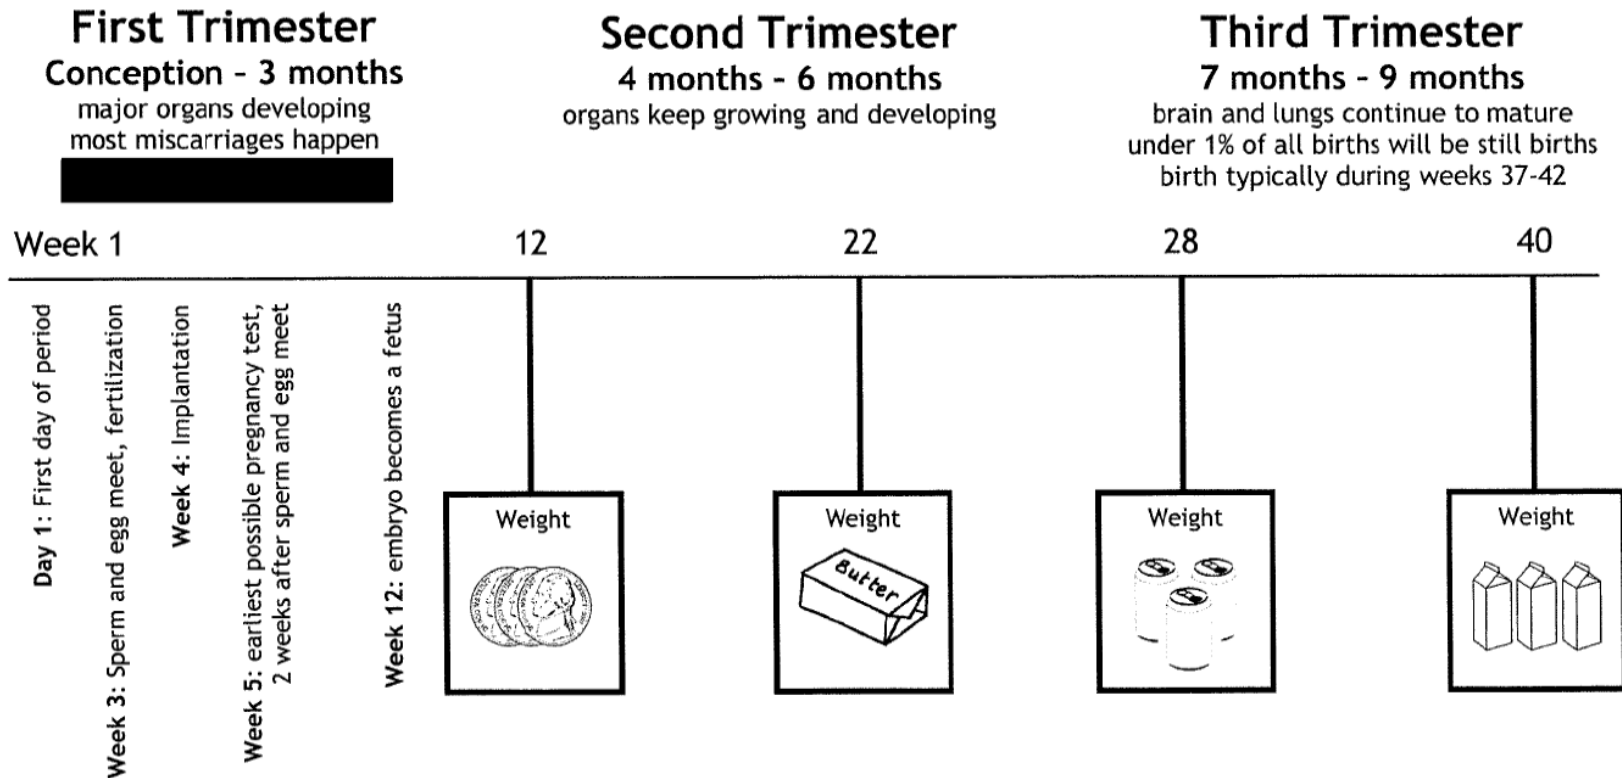 First Trimester
Conception - 3 months
major organs developing
most miscarriages happen
Second Trimester
4 months - 6 months
organs keep growing and developing
Third Trimester
7 months - 9 months
brain and lungs continue to mature
under 1% of all births will be still births
birth typically during weeks 37-42
Week 1
12
22
28
40
Day 1: First day of period
Week 3: Sperm and egg meet, fertilization
Week 4: Implantation
Week 5: earliest possible pregnancy test,
2 weeks after sperm and egg meet
Week 12: embryo becomes a fetus
Weight
Weight
Butter
Weight
Weight